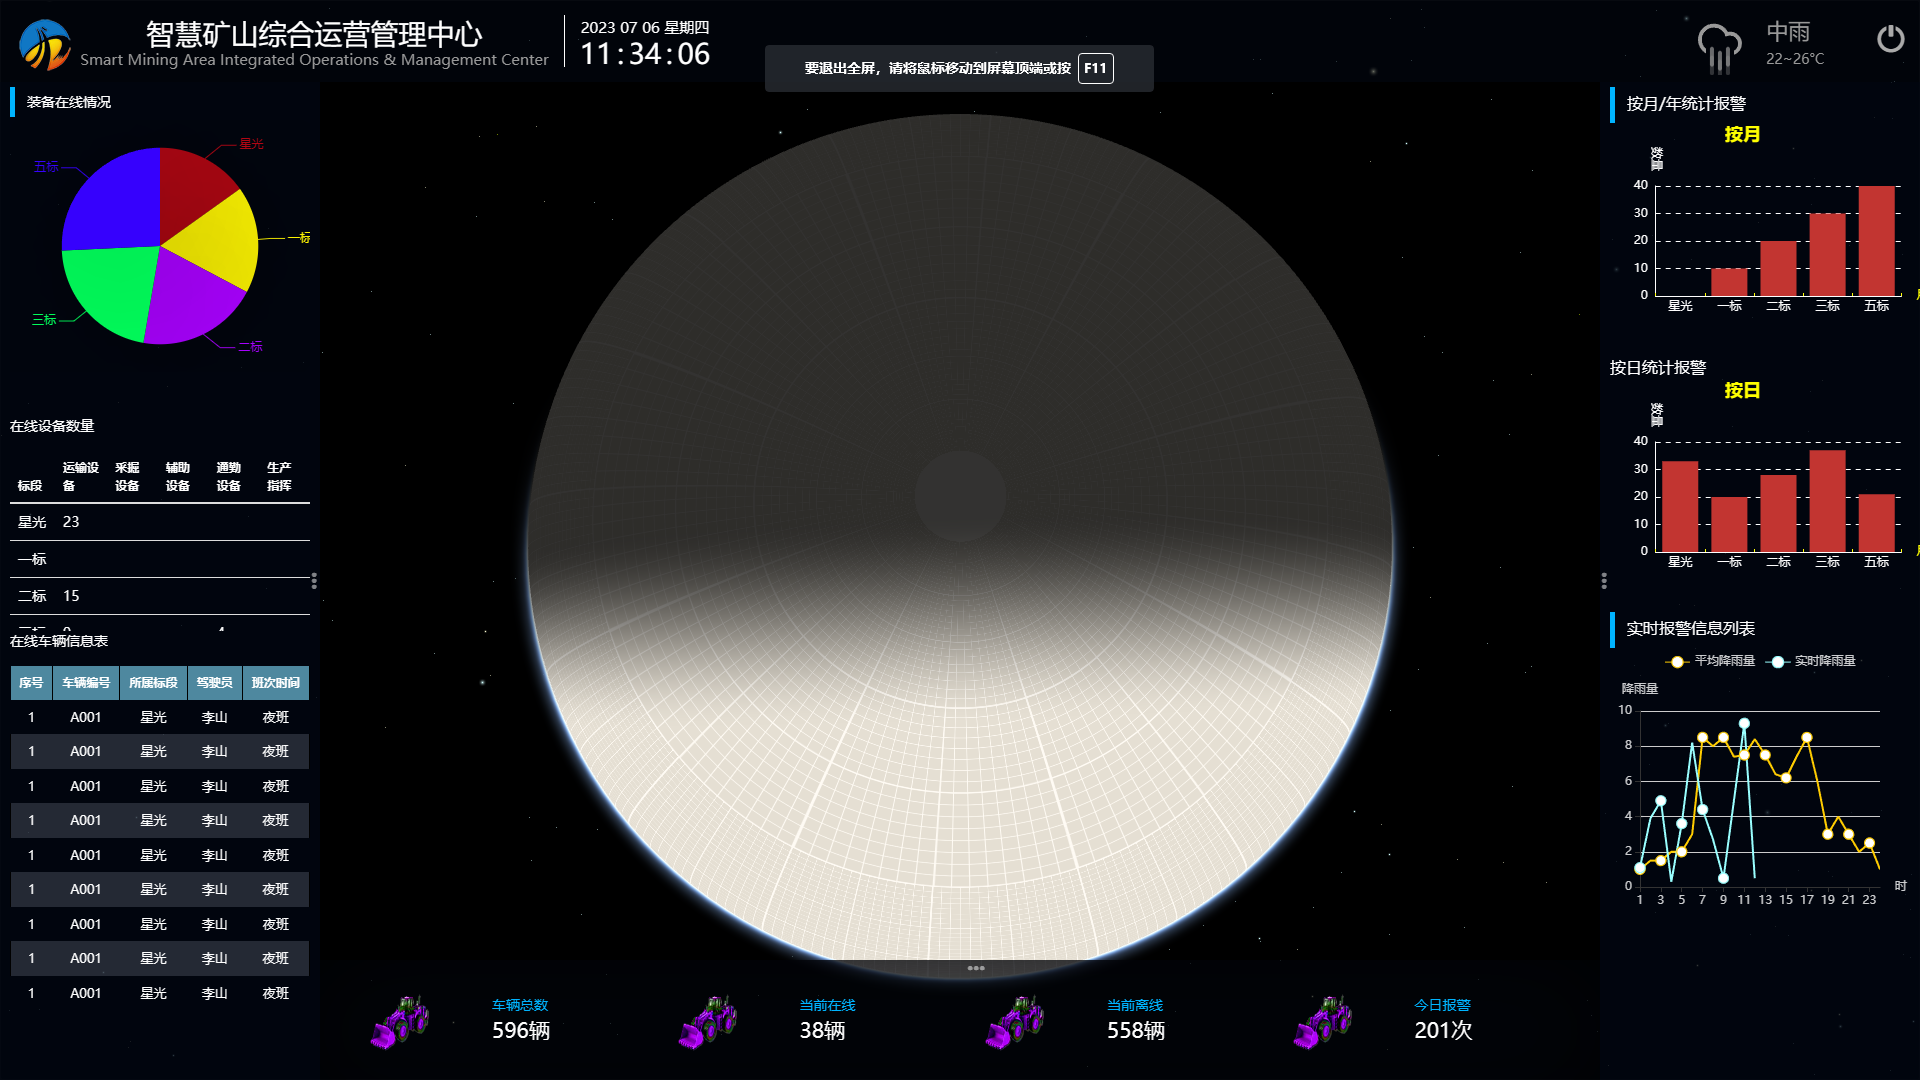 智慧矿山综合运营管理中心
Smart Mining Area Integrated Operations & Management Center
2023 07 06 星期四
11:34:06
要退出全屏，请将鼠标移动到屏幕顶端或按 F11
中雨
22~26°C
装备在线情况
星光
一标
二标
三标
五标
在线设备数量
标段 运输设备 采掘设备 辅助设备 通勤设备 生产指挥
星光 23
一标
二标 15
在线车辆信息表
序号 车辆编号 所属标段 驾驶员 班次时间
1 A001 星光 李山 夜班
1 A001 星光 李山 夜班
1 A001 星光 李山 夜班
1 A001 星光 李山 夜班
1 A001 星光 李山 夜班
1 A001 星光 李山 夜班
1 A001 星光 李山 夜班
1 A001 星光 李山 夜班
1 A001 星光 李山 夜班
车辆总数
596辆
当前在线
38辆
当前离线
558辆
今日报警
201次
按月/年统计报警
按月
数量
40
30
20
10
0
星光 一标 二标 三标 五标
按日统计报警
按日
数量
40
30
20
10
0
星光 一标 二标 三标 五标
实时报警信息列表
平均降雨量 实时降雨量
降雨量
10
8
6
4
2
0
1 3 5 7 9 11 13 15 17 19 21 23
时